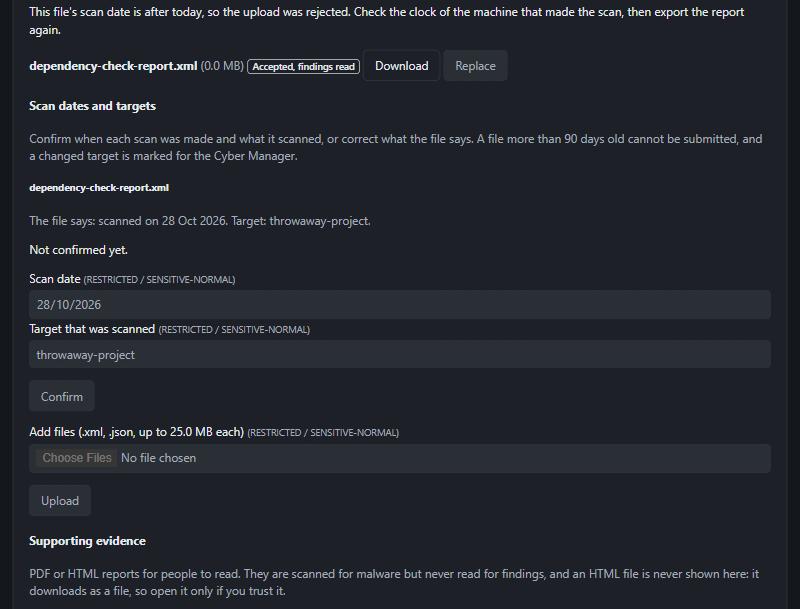 This file's scan date is after today, so the upload was rejected. Check the clock of the machine that made the scan, then export the report
again.
dependency-check-report.xml (0.0 MB) Accepted, findings read Download Replace
Scan dates and targets
Confirm when each scan was made and what it scanned, or correct what the file says. A file more than 90 days old cannot be submitted, and
a changed target is marked for the Cyber Manager.
dependency-check-report.xml
The file says: scanned on 28 Oct 2026. Target: throwaway-project.
Not confirmed yet.
Scan date (RESTRICTED / SENSITIVE-NORMAL)
28/10/2026
Target that was scanned (RESTRICTED / SENSITIVE-NORMAL)
throwaway-project
Confirm
Add files (.xml, .json, up to 25.0 MB each) (RESTRICTED / SENSITIVE-NORMAL)
Choose Files No file chosen
Upload
Supporting evidence
PDF or HTML reports for people to read. They are scanned for malware but never read for findings, and an HTML file is never shown here: it
downloads as a file, so open it only if you trust it.